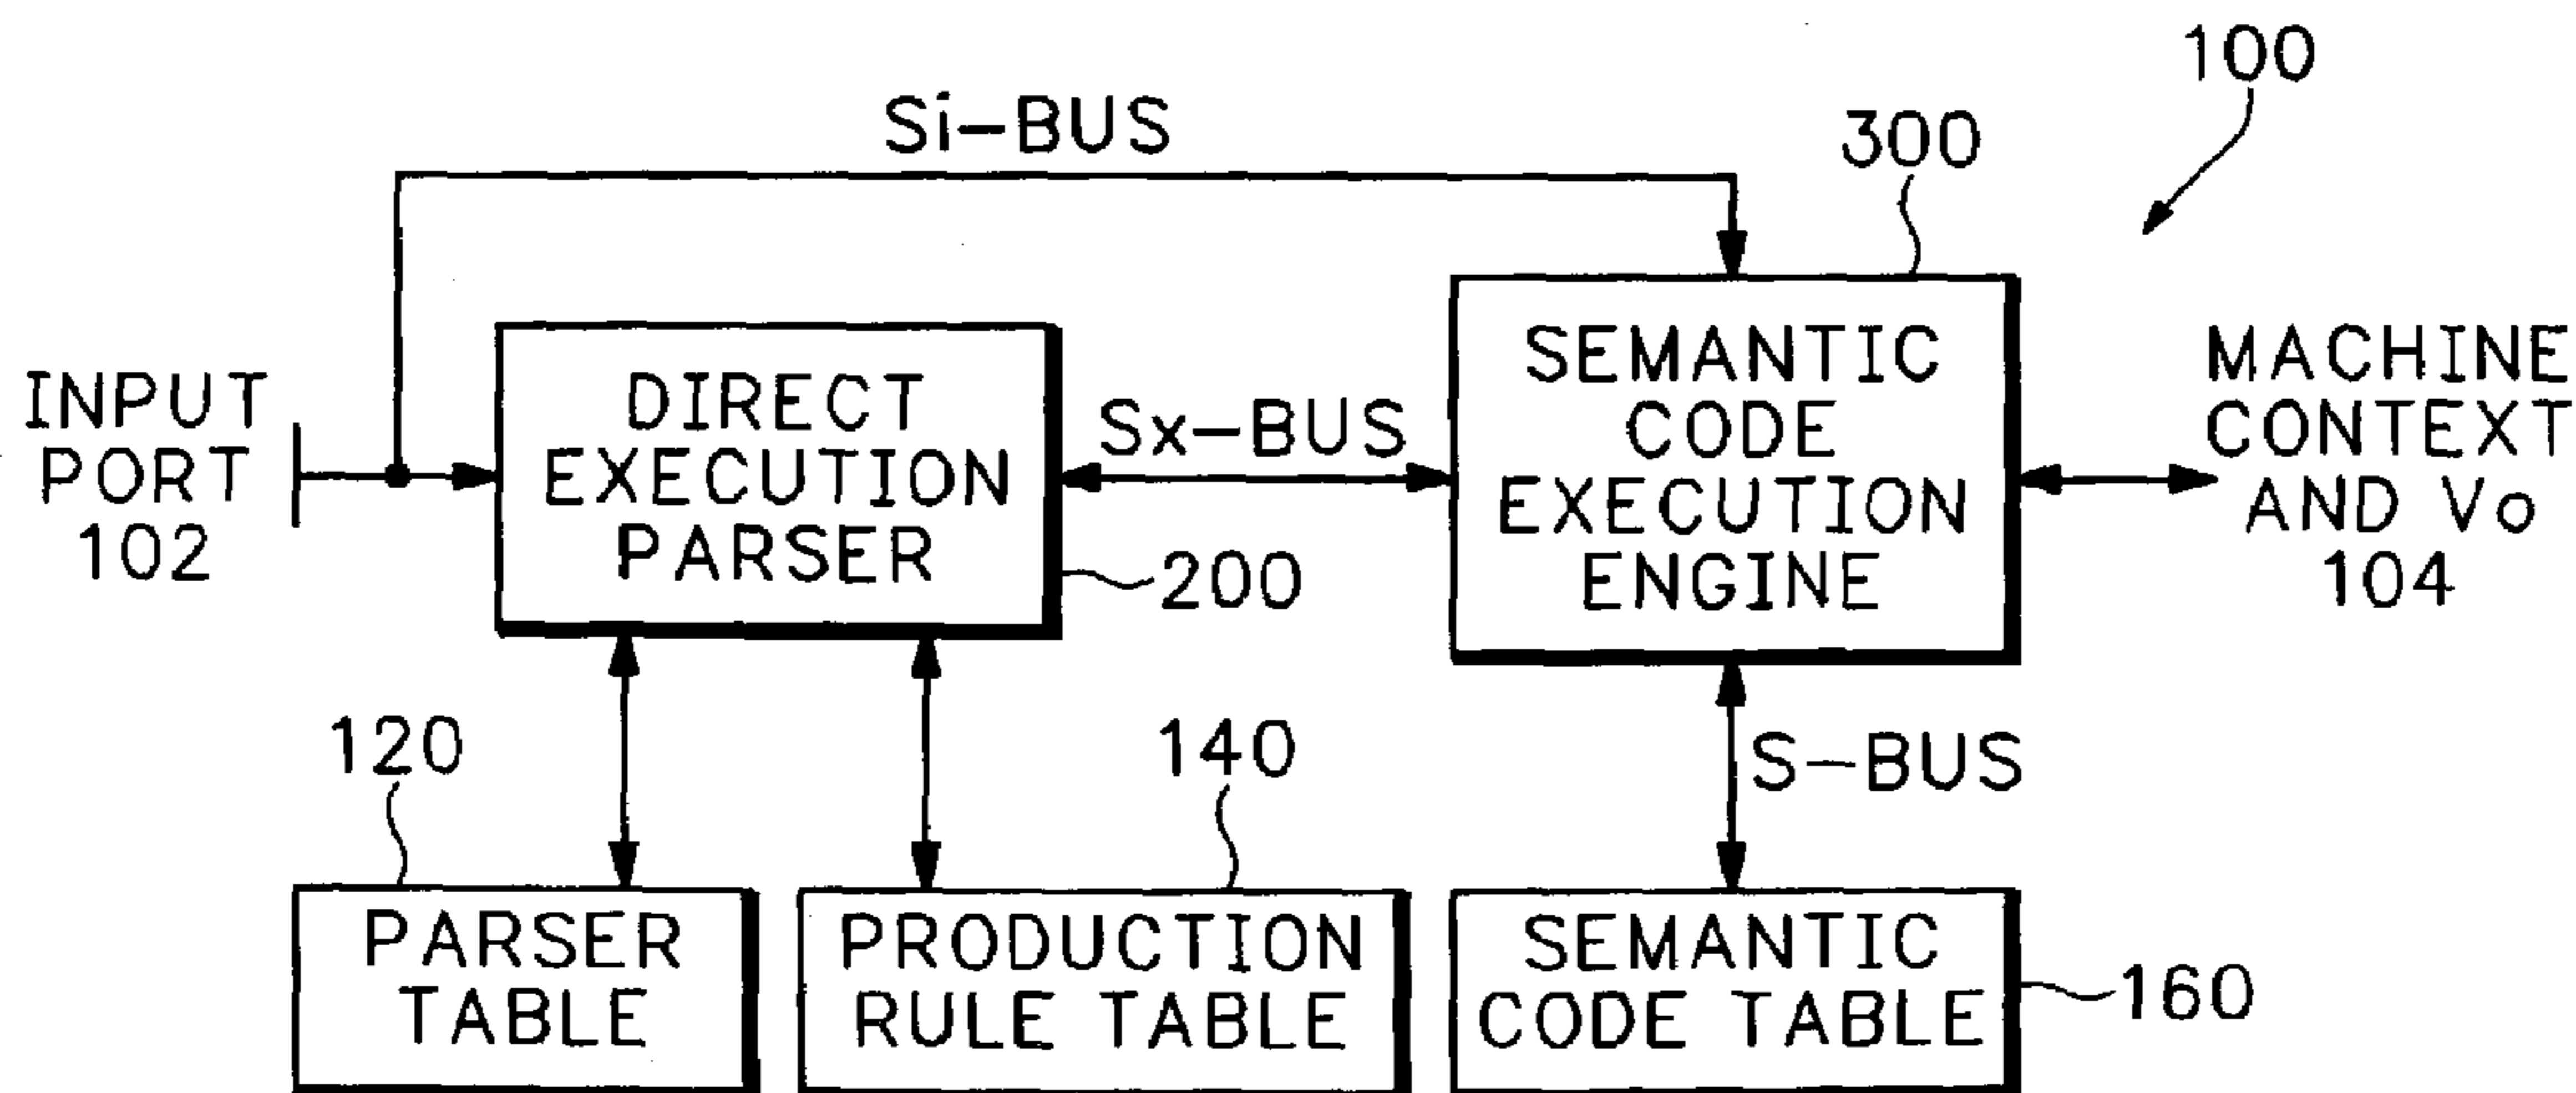 100
Si-BUS
300
INPUT
PORT
102
DIRECT
EXECUTION
PARSER
200
Sx-BUS
SEMANTIC
CODE
EXECUTION
ENGINE
MACHINE
CONTEXT
AND Vo
104
120
140
S-BUS
PARSER
TABLE
PRODUCTION
RULE TABLE
SEMANTIC
CODE TABLE
160